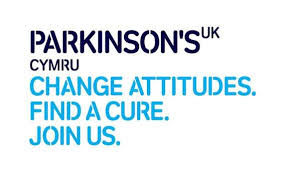 PARKINSON'S UK
CYMRU
CHANGE ATTITUDES.
FIND A CURE.
JOIN US.